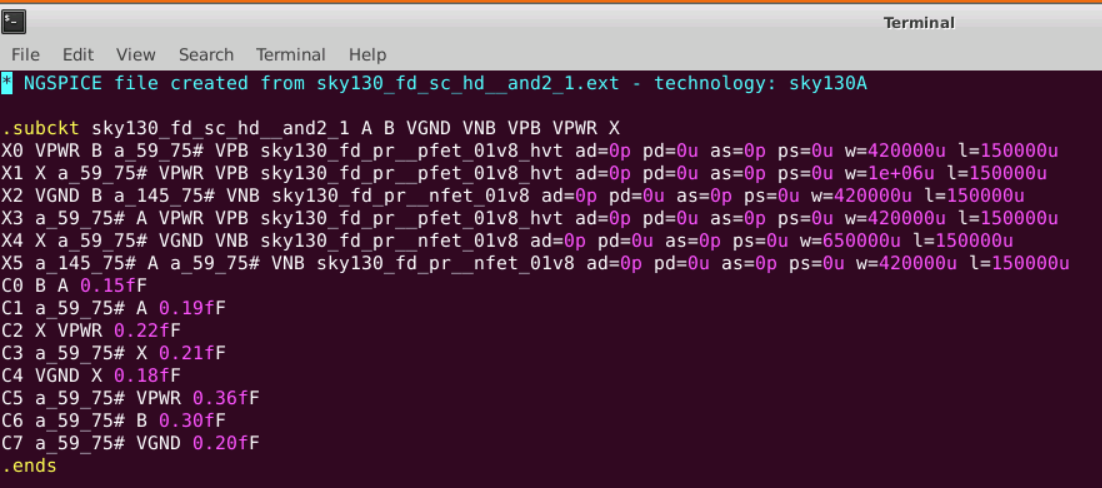 Terminal
File Edit View Search Terminal Help
* NGSPICE file created from sky130_fd_sc_hd__and2_1.ext - technology: sky130A
.subckt sky130_fd_sc_hd__and2_1 A B VGND VNB VPB VPWR X
X0 VPWR B a_59_75# VPB sky130_fd_pr__pfet_01v8_hvt ad=0p pd=0u as=0p ps=0u w=420000u l=150000u
X1 X a_59_75# VPWR VPB sky130_fd_pr__pfet_01v8_hvt ad=0p pd=0u as=0p ps=0u w=1e+06u l=150000u
X2 VGND B a_145_75# VNB sky130_fd_pr__nfet_01v8 ad=0p pd=0u as=0p ps=0u w=420000u l=150000u
X3 a_59_75# A VPWR VPB sky130_fd_pr__pfet_01v8_hvt ad=0p pd=0u as=0p ps=0u w=420000u l=150000u
X4 X a_59_75# VGND VNB sky130_fd_pr__nfet_01v8 ad=0p pd=0u as=0p ps=0u w=650000u l=150000u
X5 a_145_75# A a_59_75# VNB sky130_fd_pr__nfet_01v8 ad=0p pd=0u as=0p ps=0u w=420000u l=150000u
C0 B A 0.15fF
C1 a_59_75# A 0.19fF
C2 X VPWR 0.22fF
C3 a_59_75# X 0.21fF
C4 VGND X 0.18fF
C5 a_59_75# VPWR 0.36fF
C6 a_59_75# B 0.30fF
C7 a_59_75# VGND 0.20fF
.ends